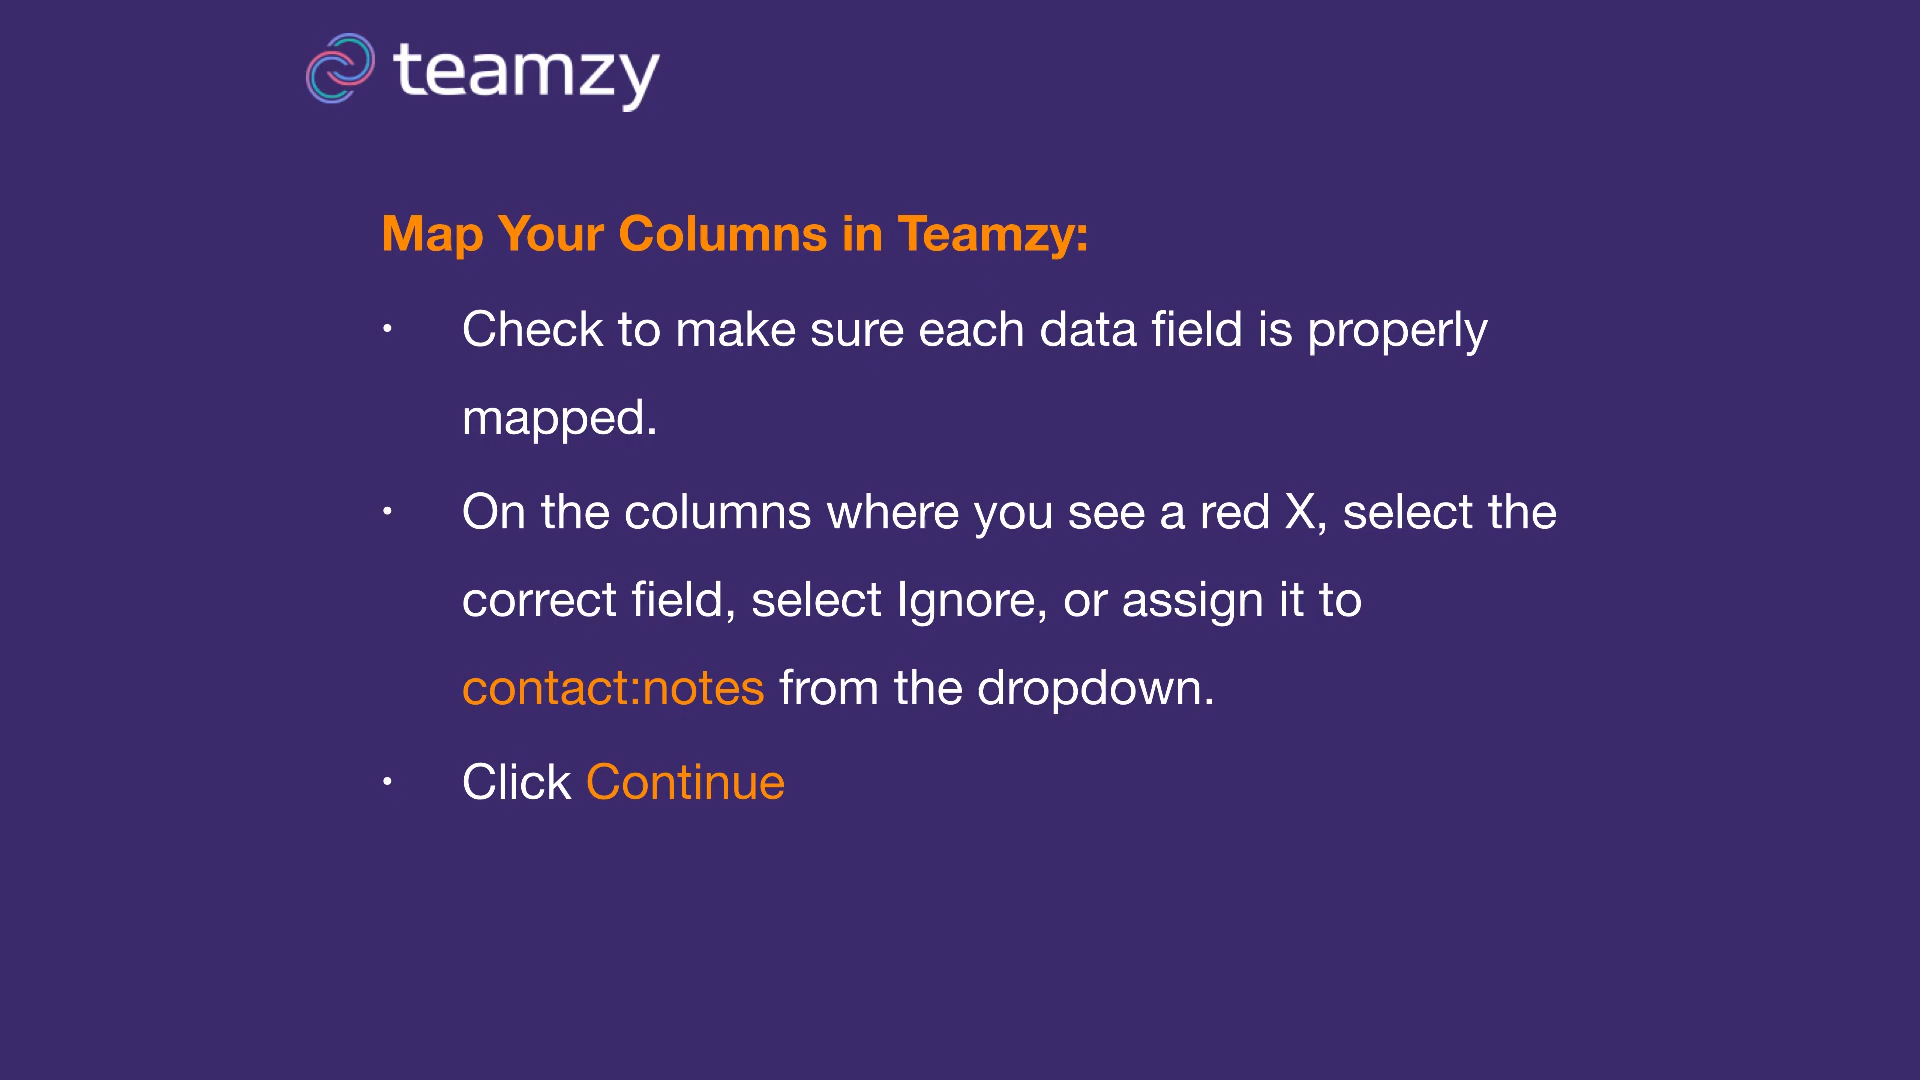 teamzy
Map Your Columns in Teamzy:
• Check to make sure each data field is properly
mapped.
• On the columns where you see a red X, select the
correct field, select Ignore, or assign it to
contact:notes from the dropdown.
• Click Continue